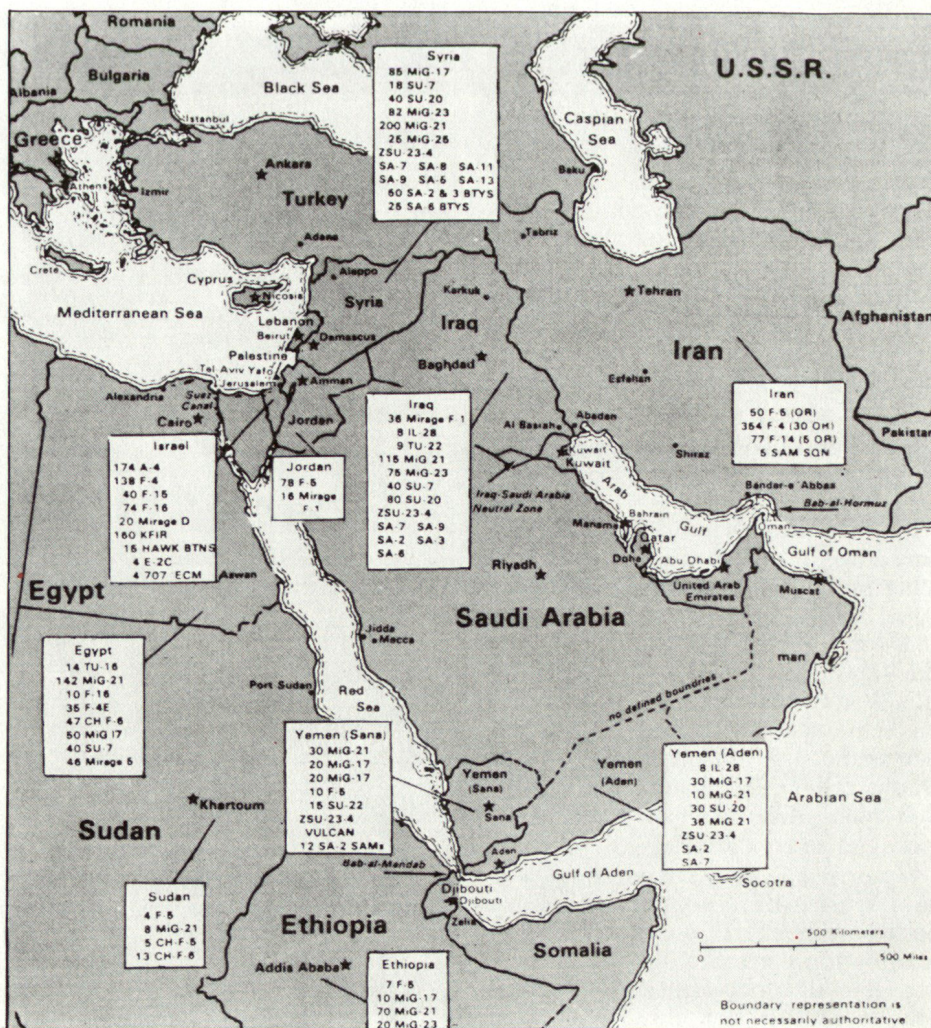 Romania
Bulgaria
Albania
Greece
Black Sea
Istanbul
Ankara
Turkey
Athens
Izmir
Adana
Crete
Cyprus
Nicosia
Mediterranean Sea
U.S.S.R.
Caspian
Sea
Baku
Tabriz
Tehran
Afghanistan
Iran
Esfahan
Shiraz
Pakistan
Syria
85 MiG-17
18 SU-7
40 SU-20
82 MiG-23
200 MiG-21
25 MiG-25
ZSU-23-4
SA-7 SA-8 SA-11
SA-9 SA-5 SA-13
60 SA-2 & 3 BTYS
25 SA-6 BTYS
Aleppo
Syria
Lebanon
Beirut
Damascus
Palestine
Tel Aviv Yafo
Jerusalem
Amman
Jordan
Karkuk
Iraq
Baghdad
Al Basrah
Abadan
Alexandria
Suez
Canal
Cairo
Israel
174 A-4
138 F-4
40 F-15
74 F-16
20 Mirage D
160 KFIR
15 HAWK BTNS
4 E-2C
4 707 ECM
Jordan
78 F-5
16 Mirage
F-1
Iraq
36 Mirage F-1
8 IL-28
9 TU-22
115 MiG 21
75 MiG-23
40 SU-7
80 SU-20
ZSU-23-4
SA-7 SA-9
SA-2 SA-3
SA-6
Iran
50 F-5 (OR)
354 F-4 (30 OH)
77 F-14 (5 OR)
5 SAM SQN
Kuwait
Kuwait
Iraq-Saudi Arabia
Neutral Zone
Arab
Gulf
Bandar-e Abbas
Bab-al-Hormuz
Oman
Bahrain
Manama
Qatar
Doha
Abu Dhabi
Gulf of Oman
United Arab
Emirates
Muscat
Riyadh
Saudi Arabia
man
Aswan
Egypt
Jidda
Mecca
Port Sudan
Red
Sea
no defined boundries
Egypt
14 TU-16
142 MiG-21
10 F-16
35 F-4E
47 CH F-6
50 MiG 17
40 SU-7
46 Mirage 5
Yemen (Sana)
30 MiG-21
20 MiG-17
20 MiG-17
10 F-5
15 SU-22
ZSU-23-4
VULCAN
12 SA-2 SAMs
Yemen
(Sana)
Sana
Yemen
(Aden)
Aden
Yemen (Aden)
8 IL-28
30 MiG-17
10 MiG-21
30 SU-20
36 MiG 21
ZSU-23-4
SA-2
SA-7
Arabian Sea
Khartoum
Sudan
Bab-al-Mandab
Gulf of Aden
Socotra
Djibouti
Djibouti
Zeila
Sudan
4 F-5
8 MiG-21
5 CH-F-5
13 CH-F-6
Ethiopia
Somalia
Addis Ababa
Ethiopia
7 F-5
10 MiG-17
70 MiG-21
20 MiG-23
0 500 Kilometers
0 500 Miles
Boundary representation is
not necessarily authoritative